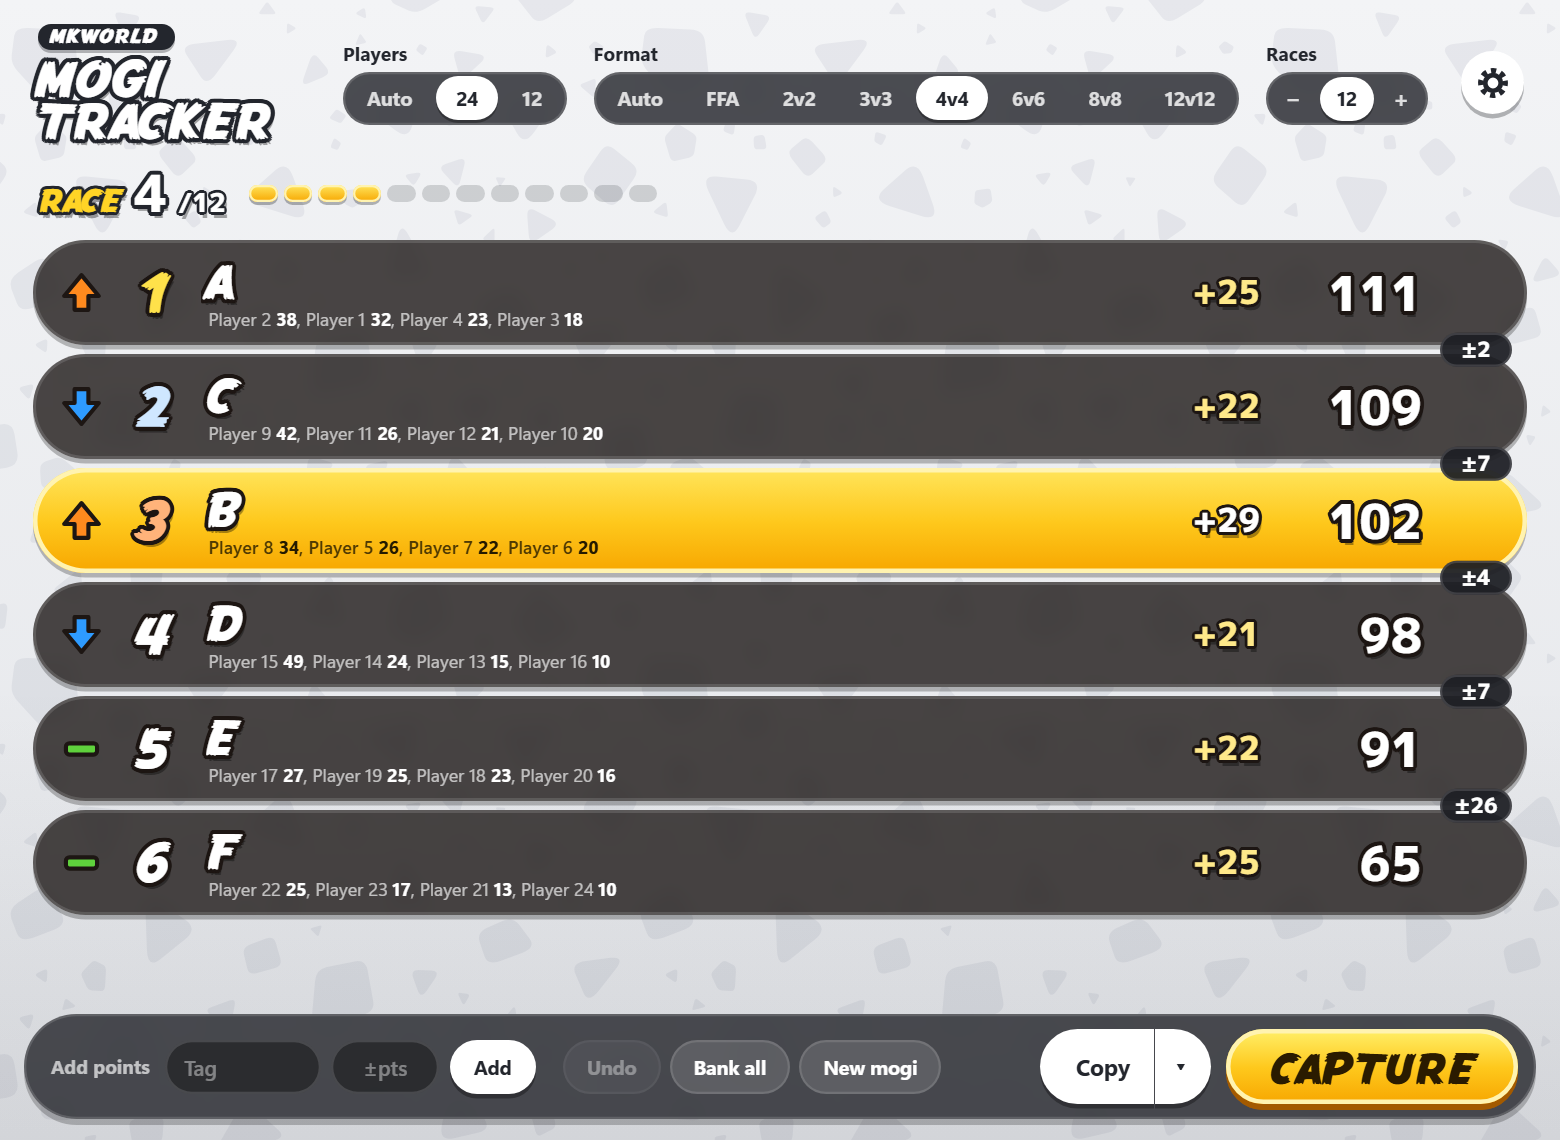 MKWORLD
MOGI
TRACKER
Players
Auto 24 12
Format
Auto FFA 2v2 3v3 4v4 6v6 8v8 12v12
Races
− 12 +
RACE 4 /12
1 A +25 111
Player 2 38, Player 1 32, Player 4 23, Player 3 18
±2
2 C +22 109
Player 9 42, Player 11 26, Player 12 21, Player 10 20
±7
3 B +29 102
Player 8 34, Player 5 26, Player 7 22, Player 6 20
±4
4 D +21 98
Player 15 49, Player 14 24, Player 13 15, Player 16 10
±7
5 E +22 91
Player 17 27, Player 19 25, Player 18 23, Player 20 16
±26
6 F +25 65
Player 22 25, Player 23 17, Player 21 13, Player 24 10
Add points Tag ±pts Add Undo Bank all New mogi Copy CAPTURE